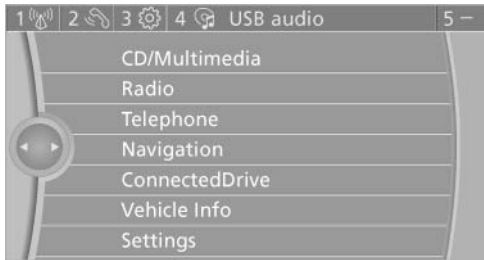 1 2 3 4 USB audio 5 –
CD/Multimedia
Radio
Telephone
Navigation
ConnectedDrive
Vehicle Info
Settings